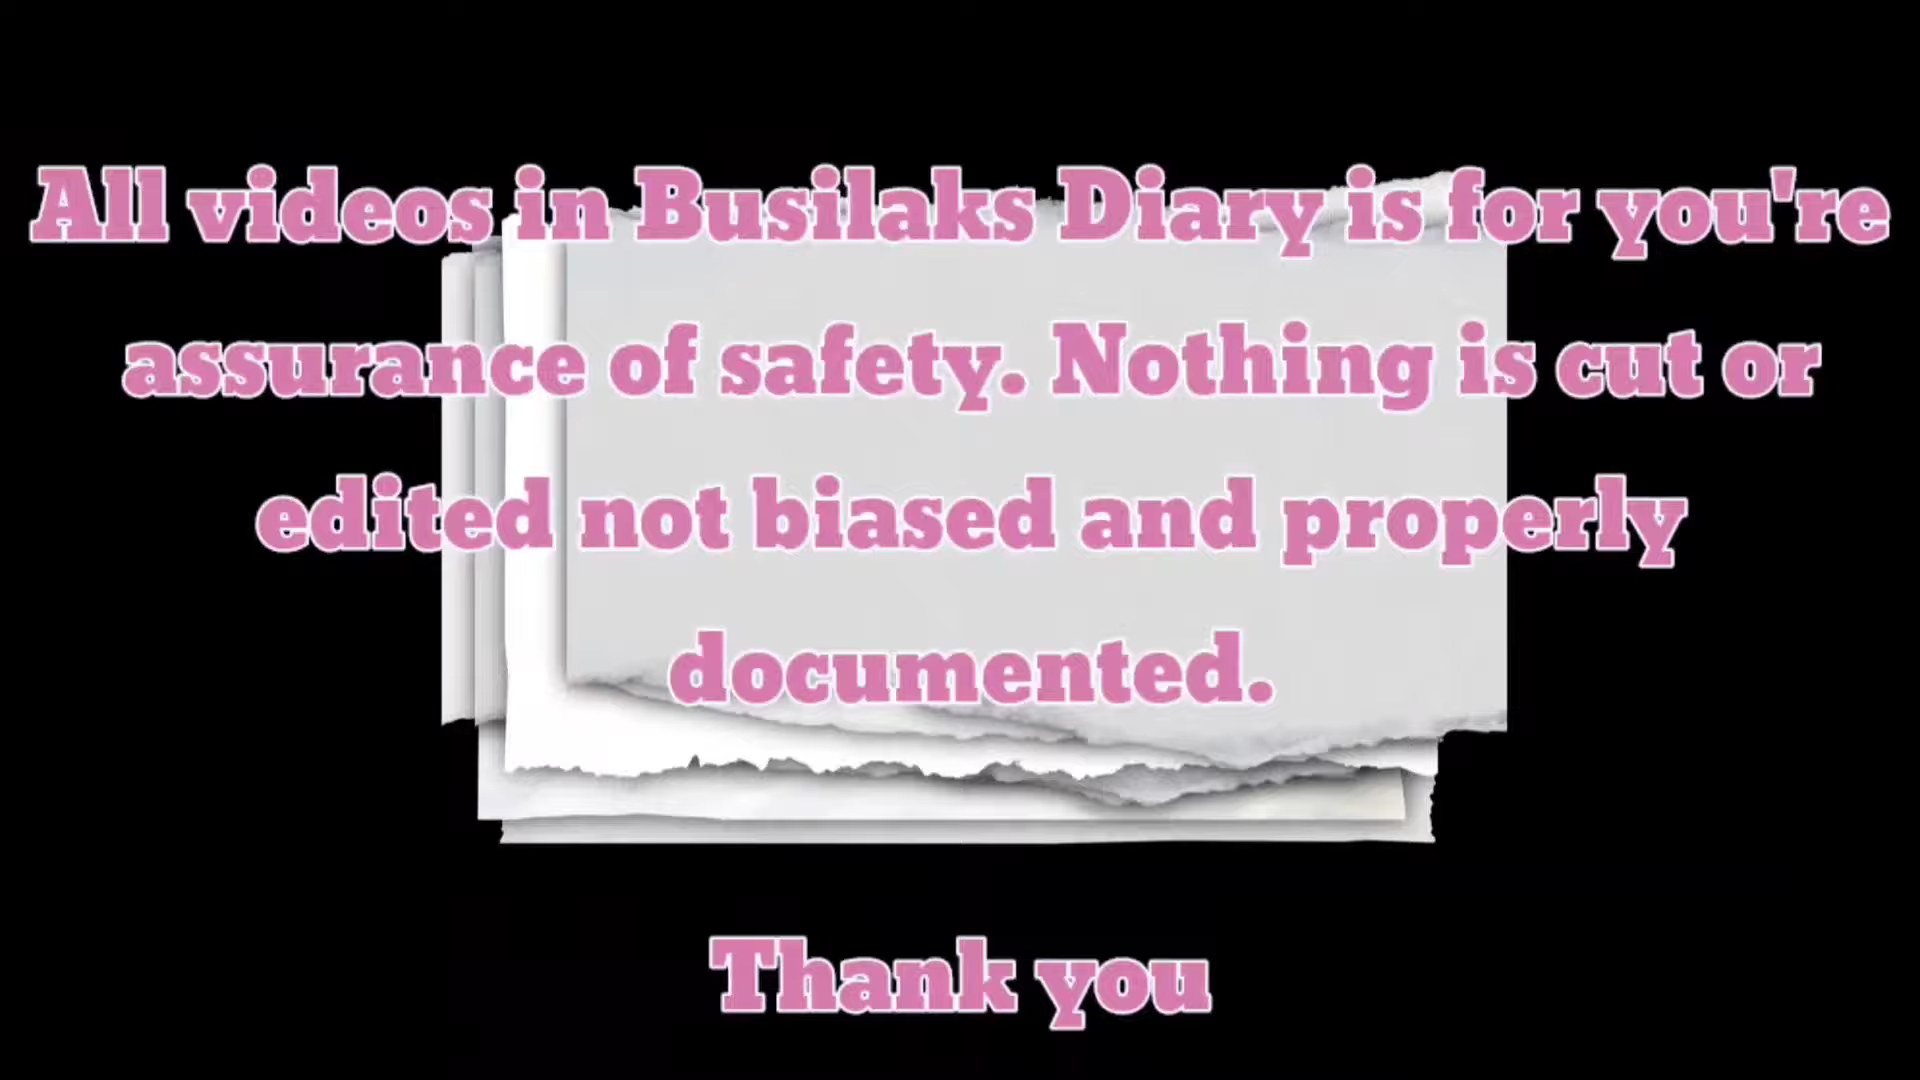 All videos in Busilaks Diary is for you're
assurance of safety. Nothing is cut or
edited not biased and properly
documented.
Thank you